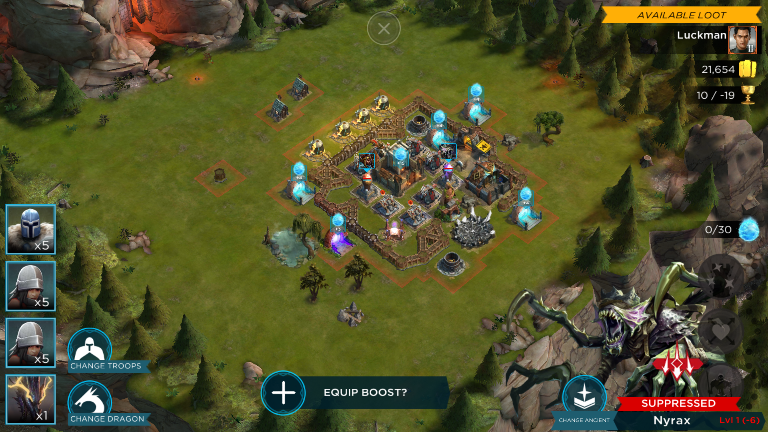 AVAILABLE LOOT
Luckman
21,654
10 / -19
0/30
x5
x5
x5
x1
CHANGE TROOPS
CHANGE DRAGON
EQUIP BOOST?
CHANGE ANCIENT
SUPPRESSED
Nyrax
Lvl 1 (-6)